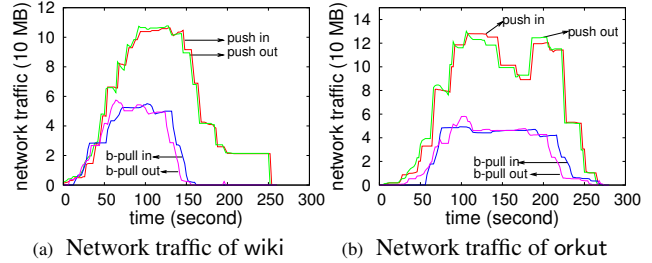 network traffic (10 MB)
12
10
8
6
4
2
0
push in
push out
b-pull in
b-pull out
0 50 100 150 200 250 300
time (second)
(a) Network traffic of wiki
network traffic (10 MB)
14
12
10
8
6
4
2
0
push in
push out
b-pull in
b-pull out
0 50 100 150 200 250 300
time (second)
(b) Network traffic of orkut